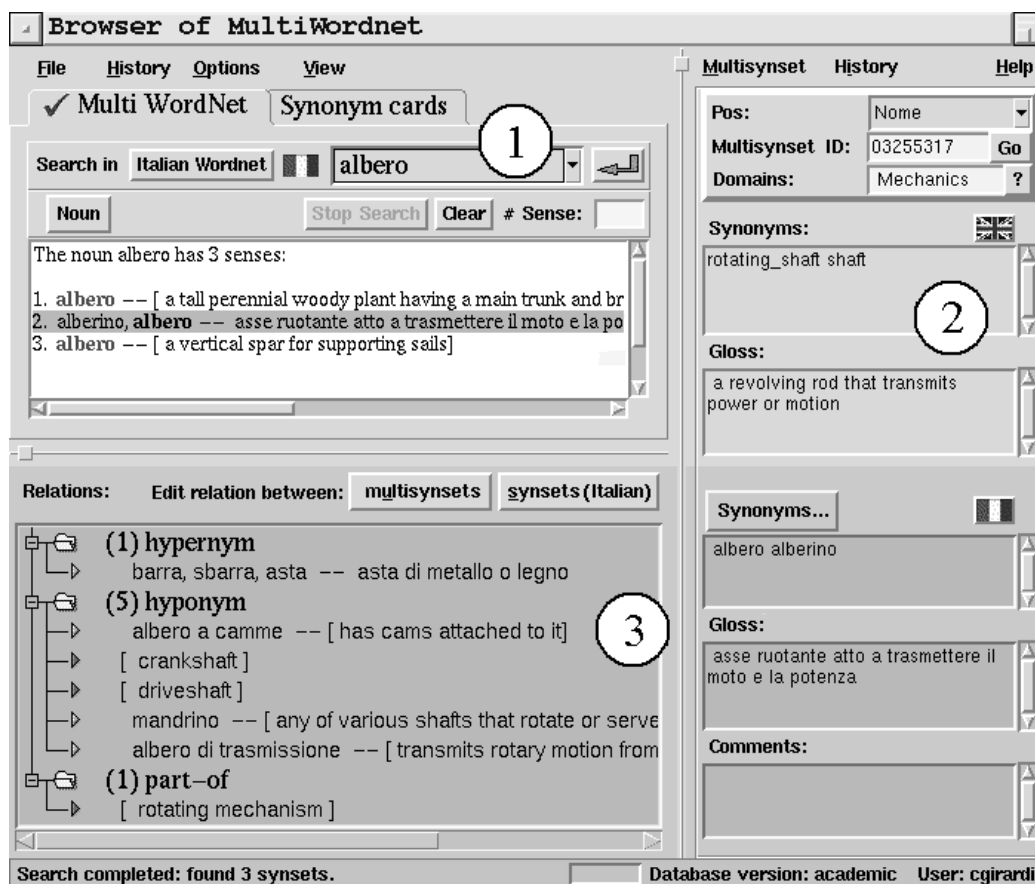 Browser of MultiWordnet
File History Options View
Multi WordNet Synonym cards
1
Search in Italian Wordnet albero
Noun Stop Search Clear # Sense:
The noun albero has 3 senses:
1. albero –– [ a tall perennial woody plant having a main trunk and br
2. alberino, albero –– asse ruotante atto a trasmettere il moto e la po
3. albero –– [ a vertical spar for supporting sails]
Relations: Edit relation between: multisynsets synsets (Italian)
(1) hypernym
barra, sbarra, asta –– asta di metallo o legno
(5) hyponym
albero a camme –– [ has cams attached to it]
[ crankshaft ]
[ driveshaft ]
mandrino –– [ any of various shafts that rotate or serve
albero di trasmissione –– [ transmits rotary motion from
(1) part–of
[ rotating mechanism ]
3
Multisynset History Help
Pos: Nome
Multisynset ID: 03255317 Go
Domains: Mechanics ?
Synonyms:
rotating_shaft shaft
2
Gloss:
a revolving rod that transmits
power or motion
Synonyms...
albero alberino
Gloss:
asse ruotante atto a trasmettere il
moto e la potenza
Comments:
Search completed: found 3 synsets. Database version: academic User: cgirardi